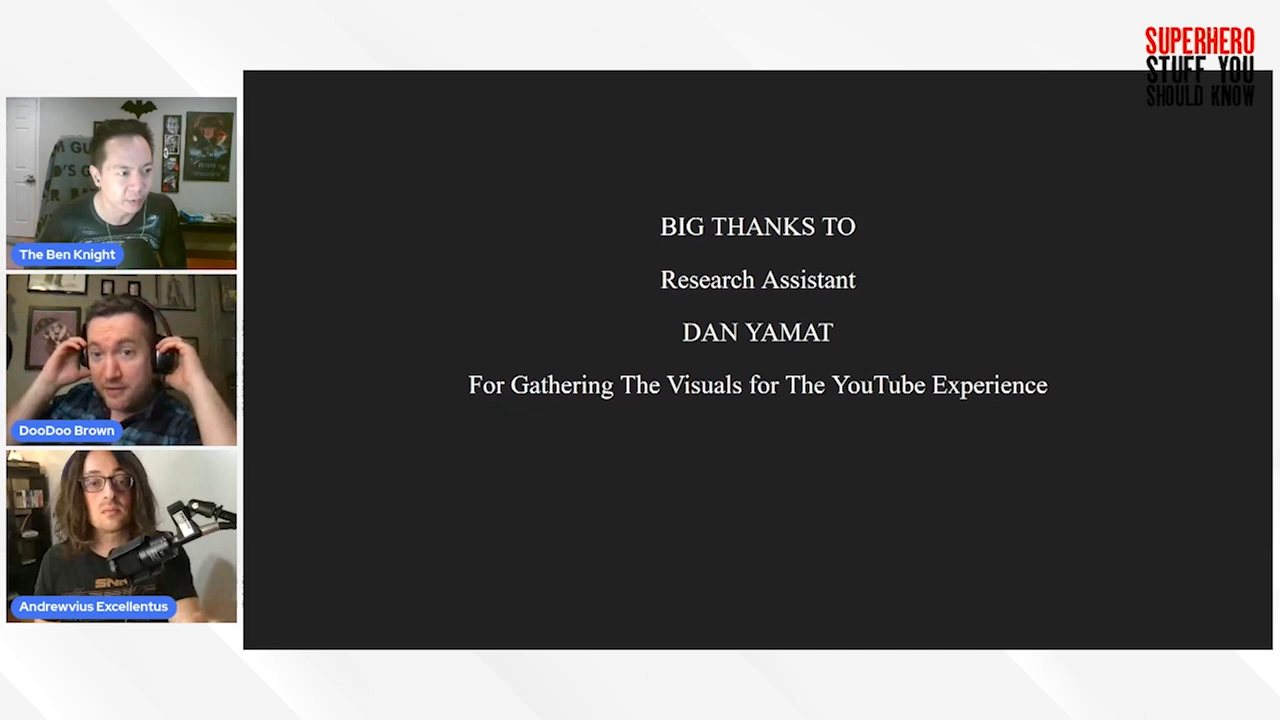 SUPERHERO
STUFF YOU
SHOULD KNOW
The Ben Knight
DooDoo Brown
Andrewvius Excellentus
BIG THANKS TO
Research Assistant
DAN YAMAT
For Gathering The Visuals for The YouTube Experience